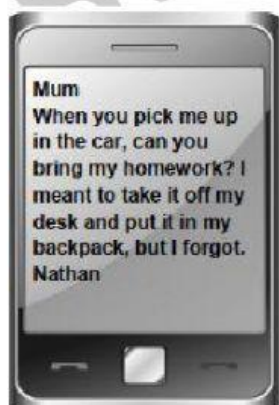 Mum
When you pick me up
in the car, can you
bring my homework? I
meant to take it off my
desk and put it in my
backpack, but I forgot.
Nathan